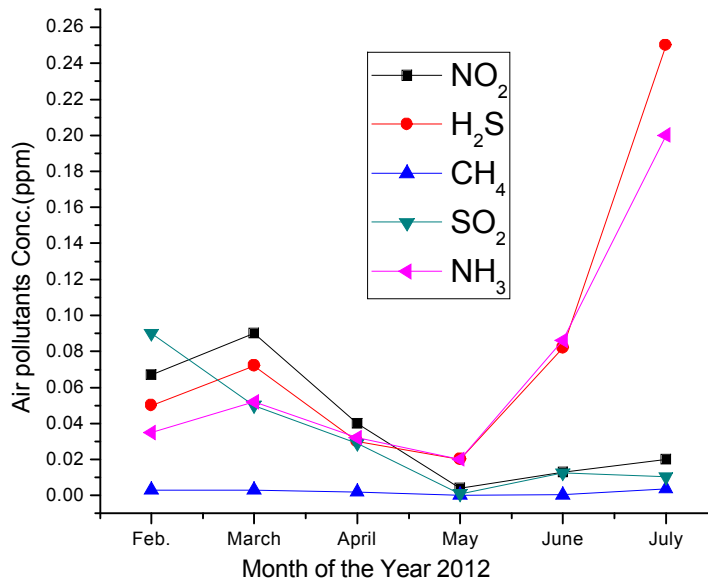 0.26
0.24
0.22
0.20
0.18
0.16
0.14
0.12
0.10
0.08
0.06
0.04
0.02
0.00
Air pollutants Conc.(ppm)
NO₂
H₂S
CH₄
SO₂
NH₃
Feb. March April May June July
Month of the Year 2012